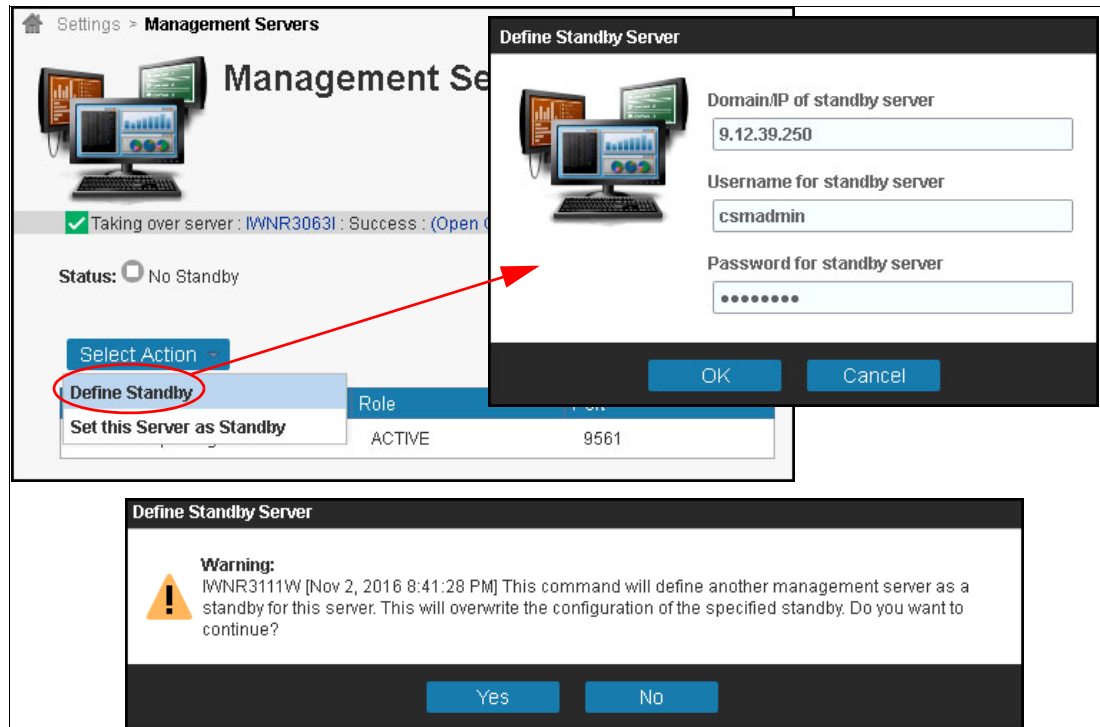 Settings > Management Servers
Management Se
Taking over server : IWNR3063I : Success : (Open
Status: No Standby
Select Action
Define Standby
Set this Server as Standby
Role
ACTIVE
9561
Define Standby Server
Domain/IP of standby server
9.12.39.250
Username for standby server
csmadmin
Password for standby server
••••••••
OK
Cancel
Define Standby Server
Warning:
IWNR3111W [Nov 2, 2016 8:41:28 PM] This command will define another management server as a
standby for this server. This will overwrite the configuration of the specified standby. Do you want to
continue?
Yes
No